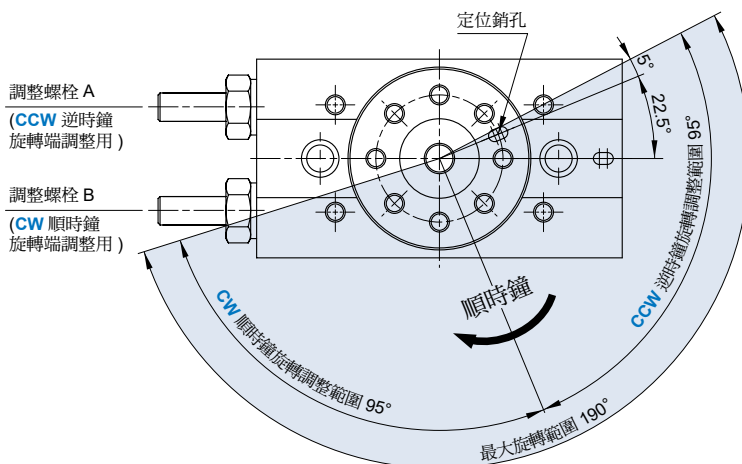 定位銷孔
調整螺栓 A
(CCW 逆時鐘
旋轉端調整用 )
調整螺栓 B
(CW 順時鐘
旋轉端調整用 )
5°
22.5°
CCW 逆時鐘旋轉調整範圍 95°
順時鐘
CW 順時鐘旋轉調整範圍 95°
最大旋轉範圍 190°